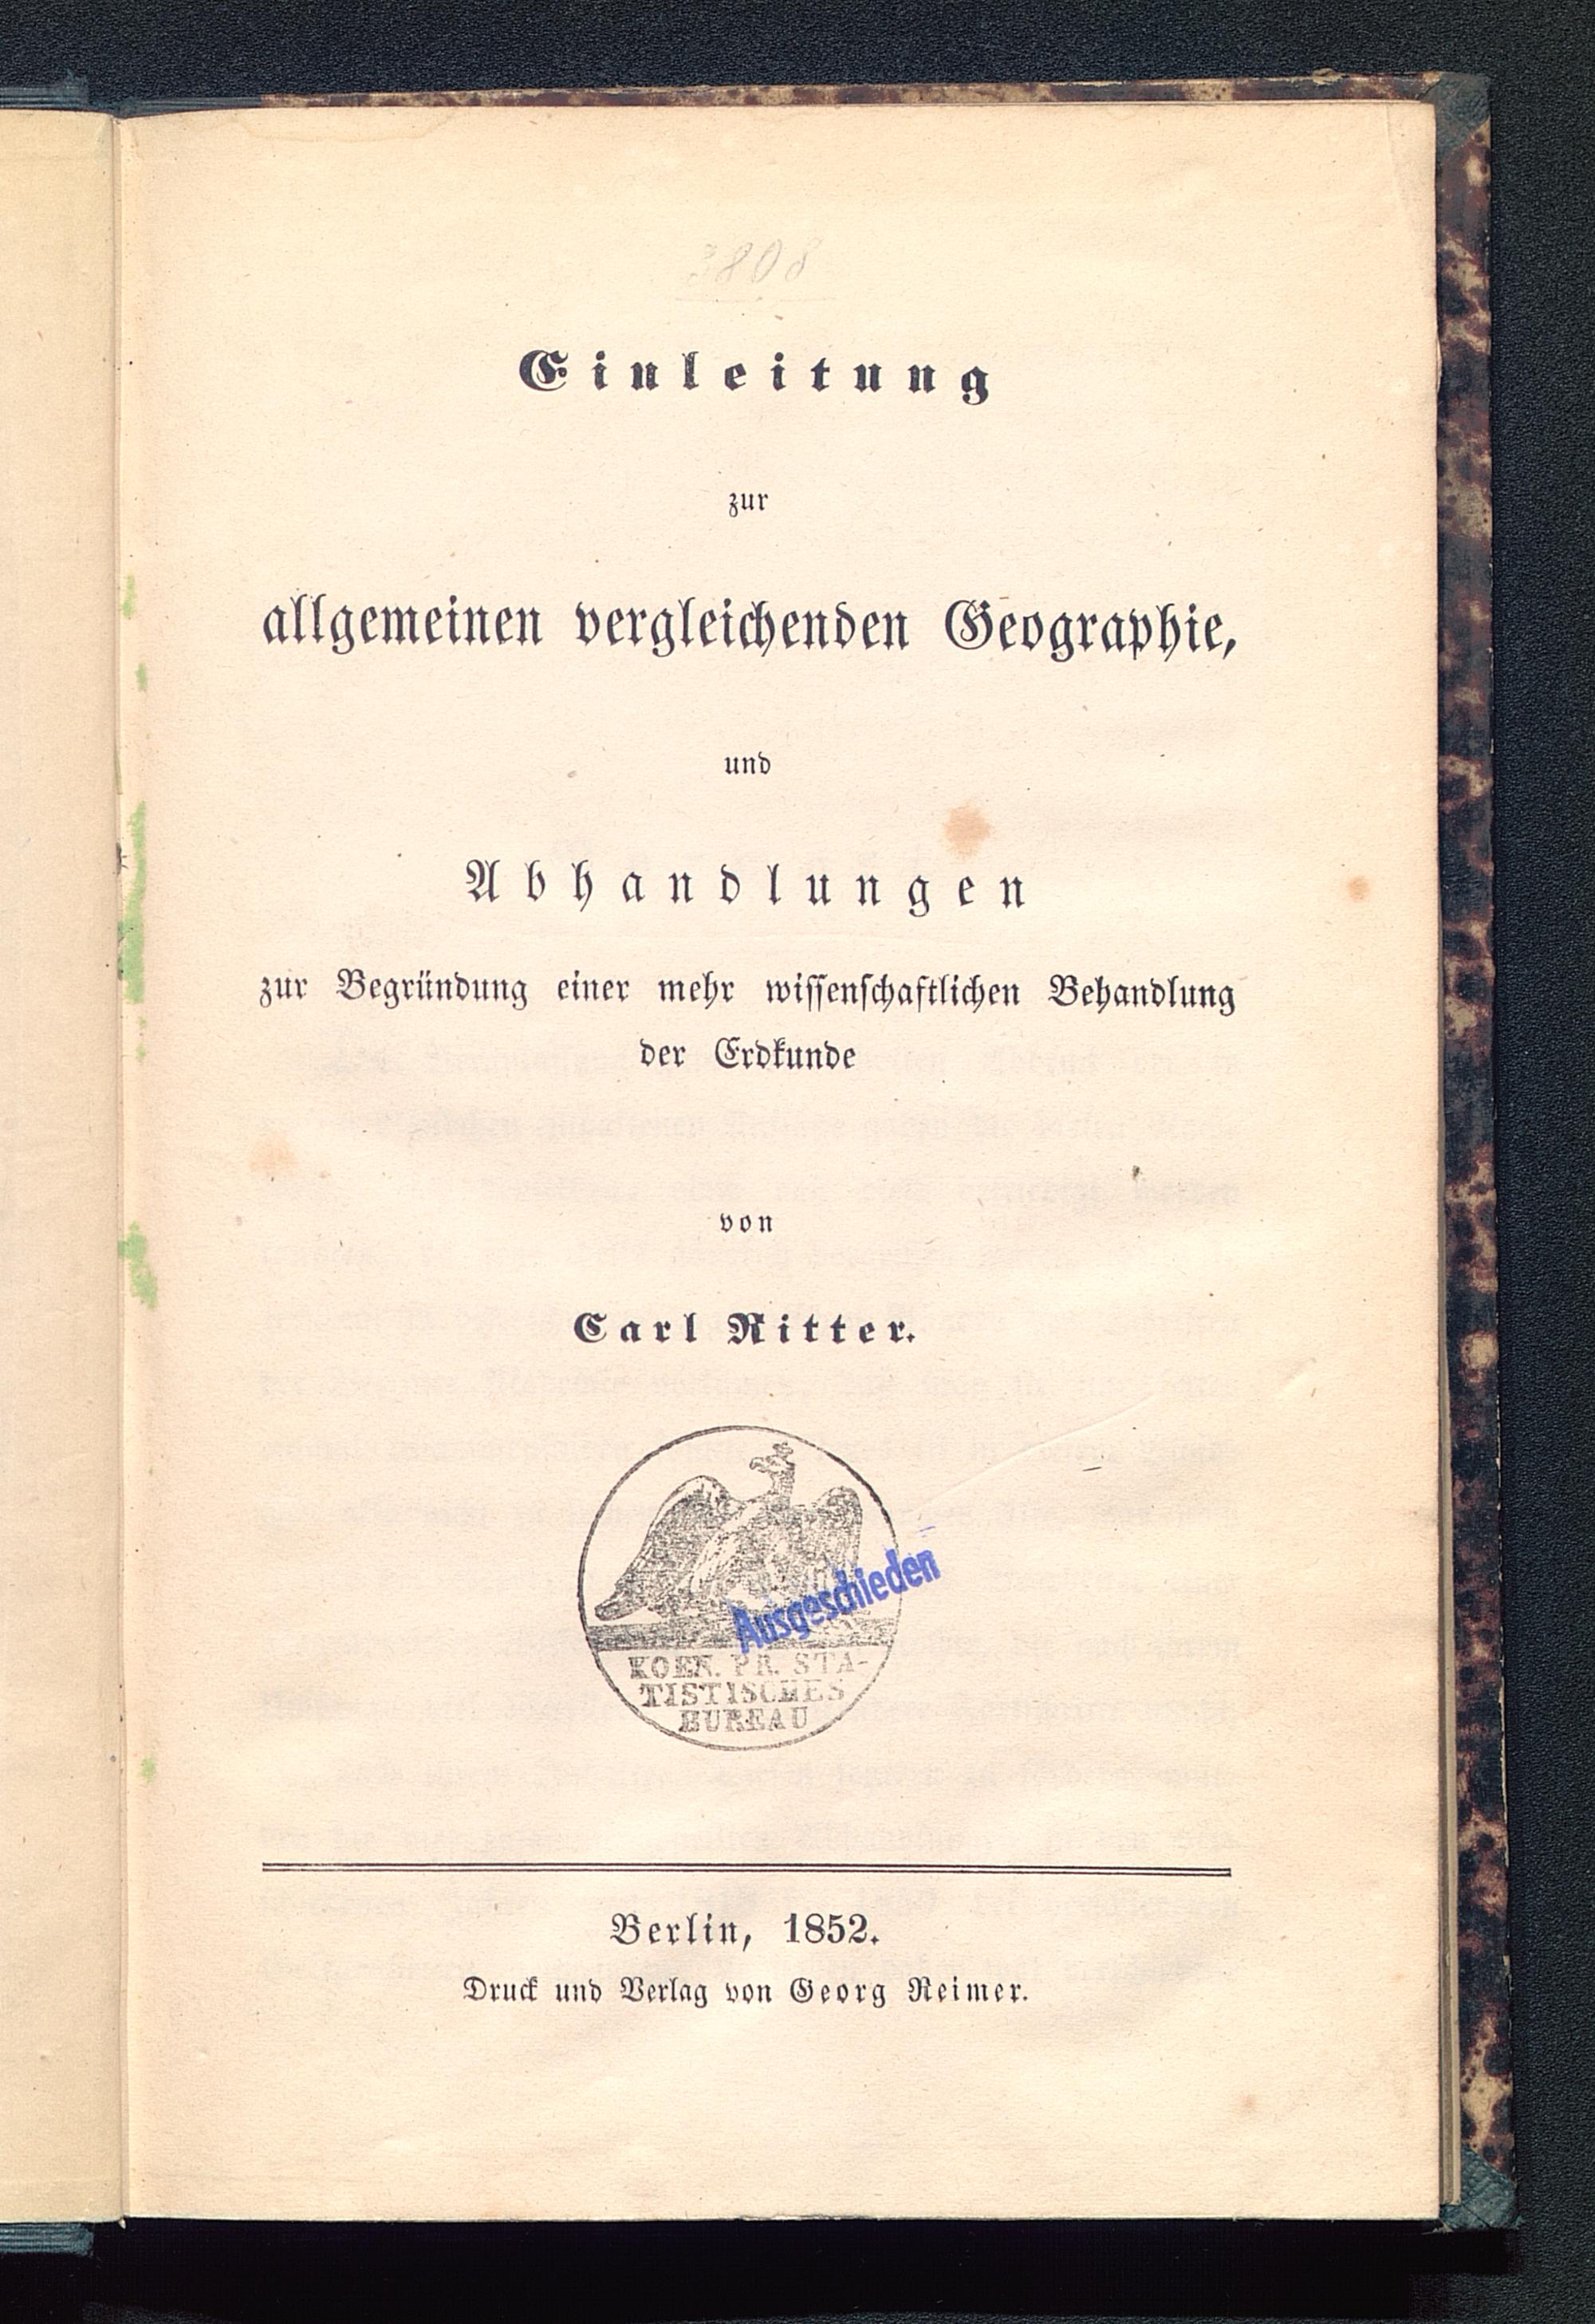 3808
Einleitung
zur
allgemeinen vergleichenden Geographie,
und
Abhandlungen
zur Begründung einer mehr wissenschaftlichen Behandlung
der Erdkunde
von
Carl Ritter.
Ausgeschieden
KOEN. PR. STA-
TISTISCHES
BUREAU
Berlin, 1852.
Druck und Verlag von Georg Reimer.